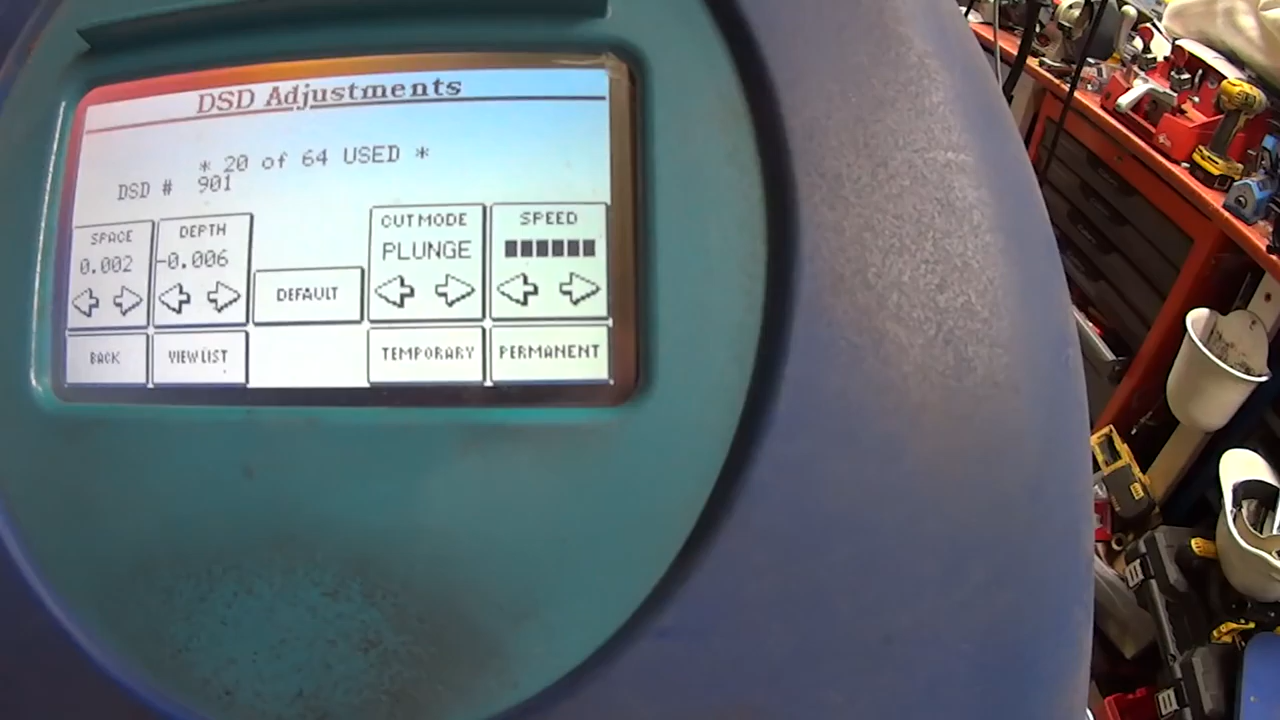 DSD Adjustments
* 20 of 64 USED *
DSD # 901
SPACE
0.002
DEPTH
-0.006
DEFAULT
CUT MODE
PLUNGE
SPEED
BACK
VIEW LIST
TEMPORARY
PERMANENT